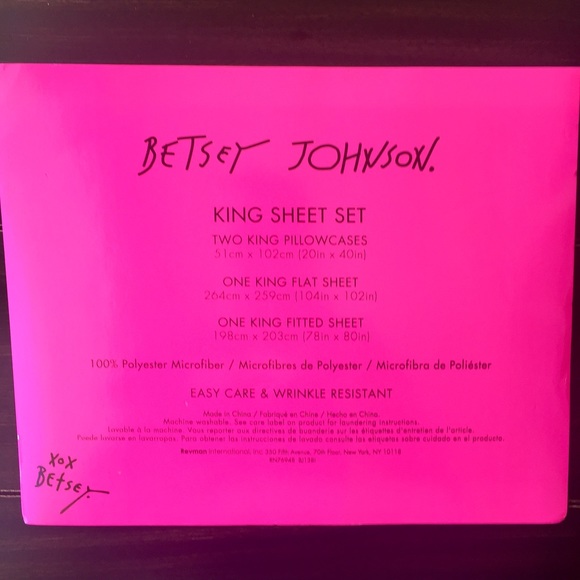 BETSEY JOHNSON.
KING SHEET SET
TWO KING PILLOWCASES
51cm x 102cm (20in x 40in)
ONE KING FLAT SHEET
264cm x 259cm (104in x 102in)
ONE KING FITTED SHEET
198cm x 203cm (78in x 80in)
100% Polyester Microfiber / Microfibres de Polyester / Microfibra de Poliéster
EASY CARE & WRINKLE RESISTANT
Made in China / Fabriqué en Chine / Hecho en China.
Machine washable. See care label on product for laundering instructions.
Lavable à la machine. Vous reporter aux directives de buanderie sur les étiquettes d'entretien de l'article.
Puede lavarse en lavarropas. Para obtener las instrucciones de lavado consulte las etiquetas sobre cuidado en el producto.
Revman International, Inc. 350 Fifth Avenue, 70th Floor, New York, NY 10118
XOX
BETSEY.